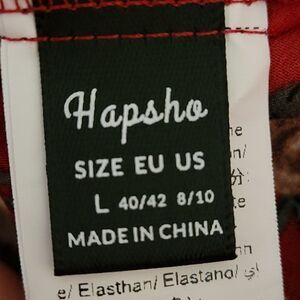 Hapsho
SIZE EU US
L 40/42 8/10
MADE IN CHINA
e/ Elasthan/ Elastano/